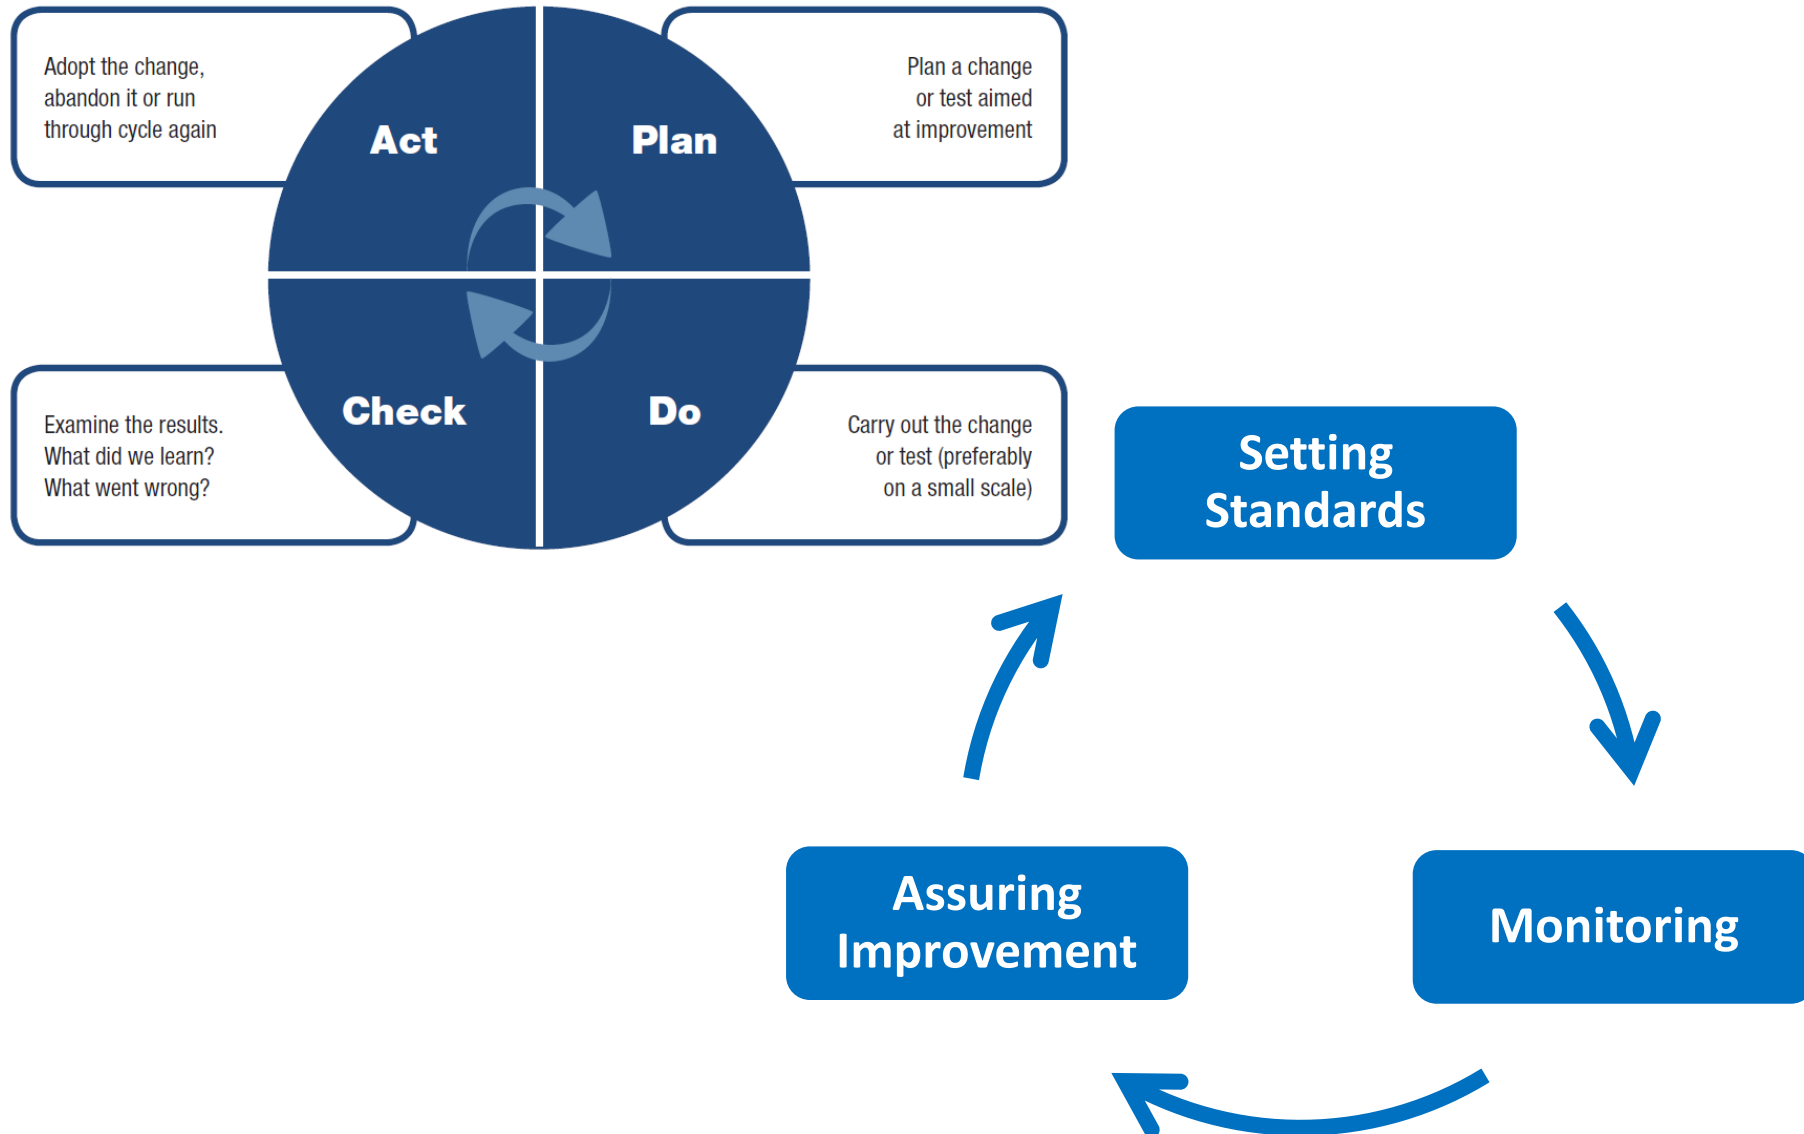 Adopt the change,
abandon it or run
through cycle again
Act
Plan
Plan a change
or test aimed
at improvement
Examine the results.
What did we learn?
What went wrong?
Check
Do
Carry out the change
or test (preferably
on a small scale)
Setting
Standards
Assuring
Improvement
Monitoring